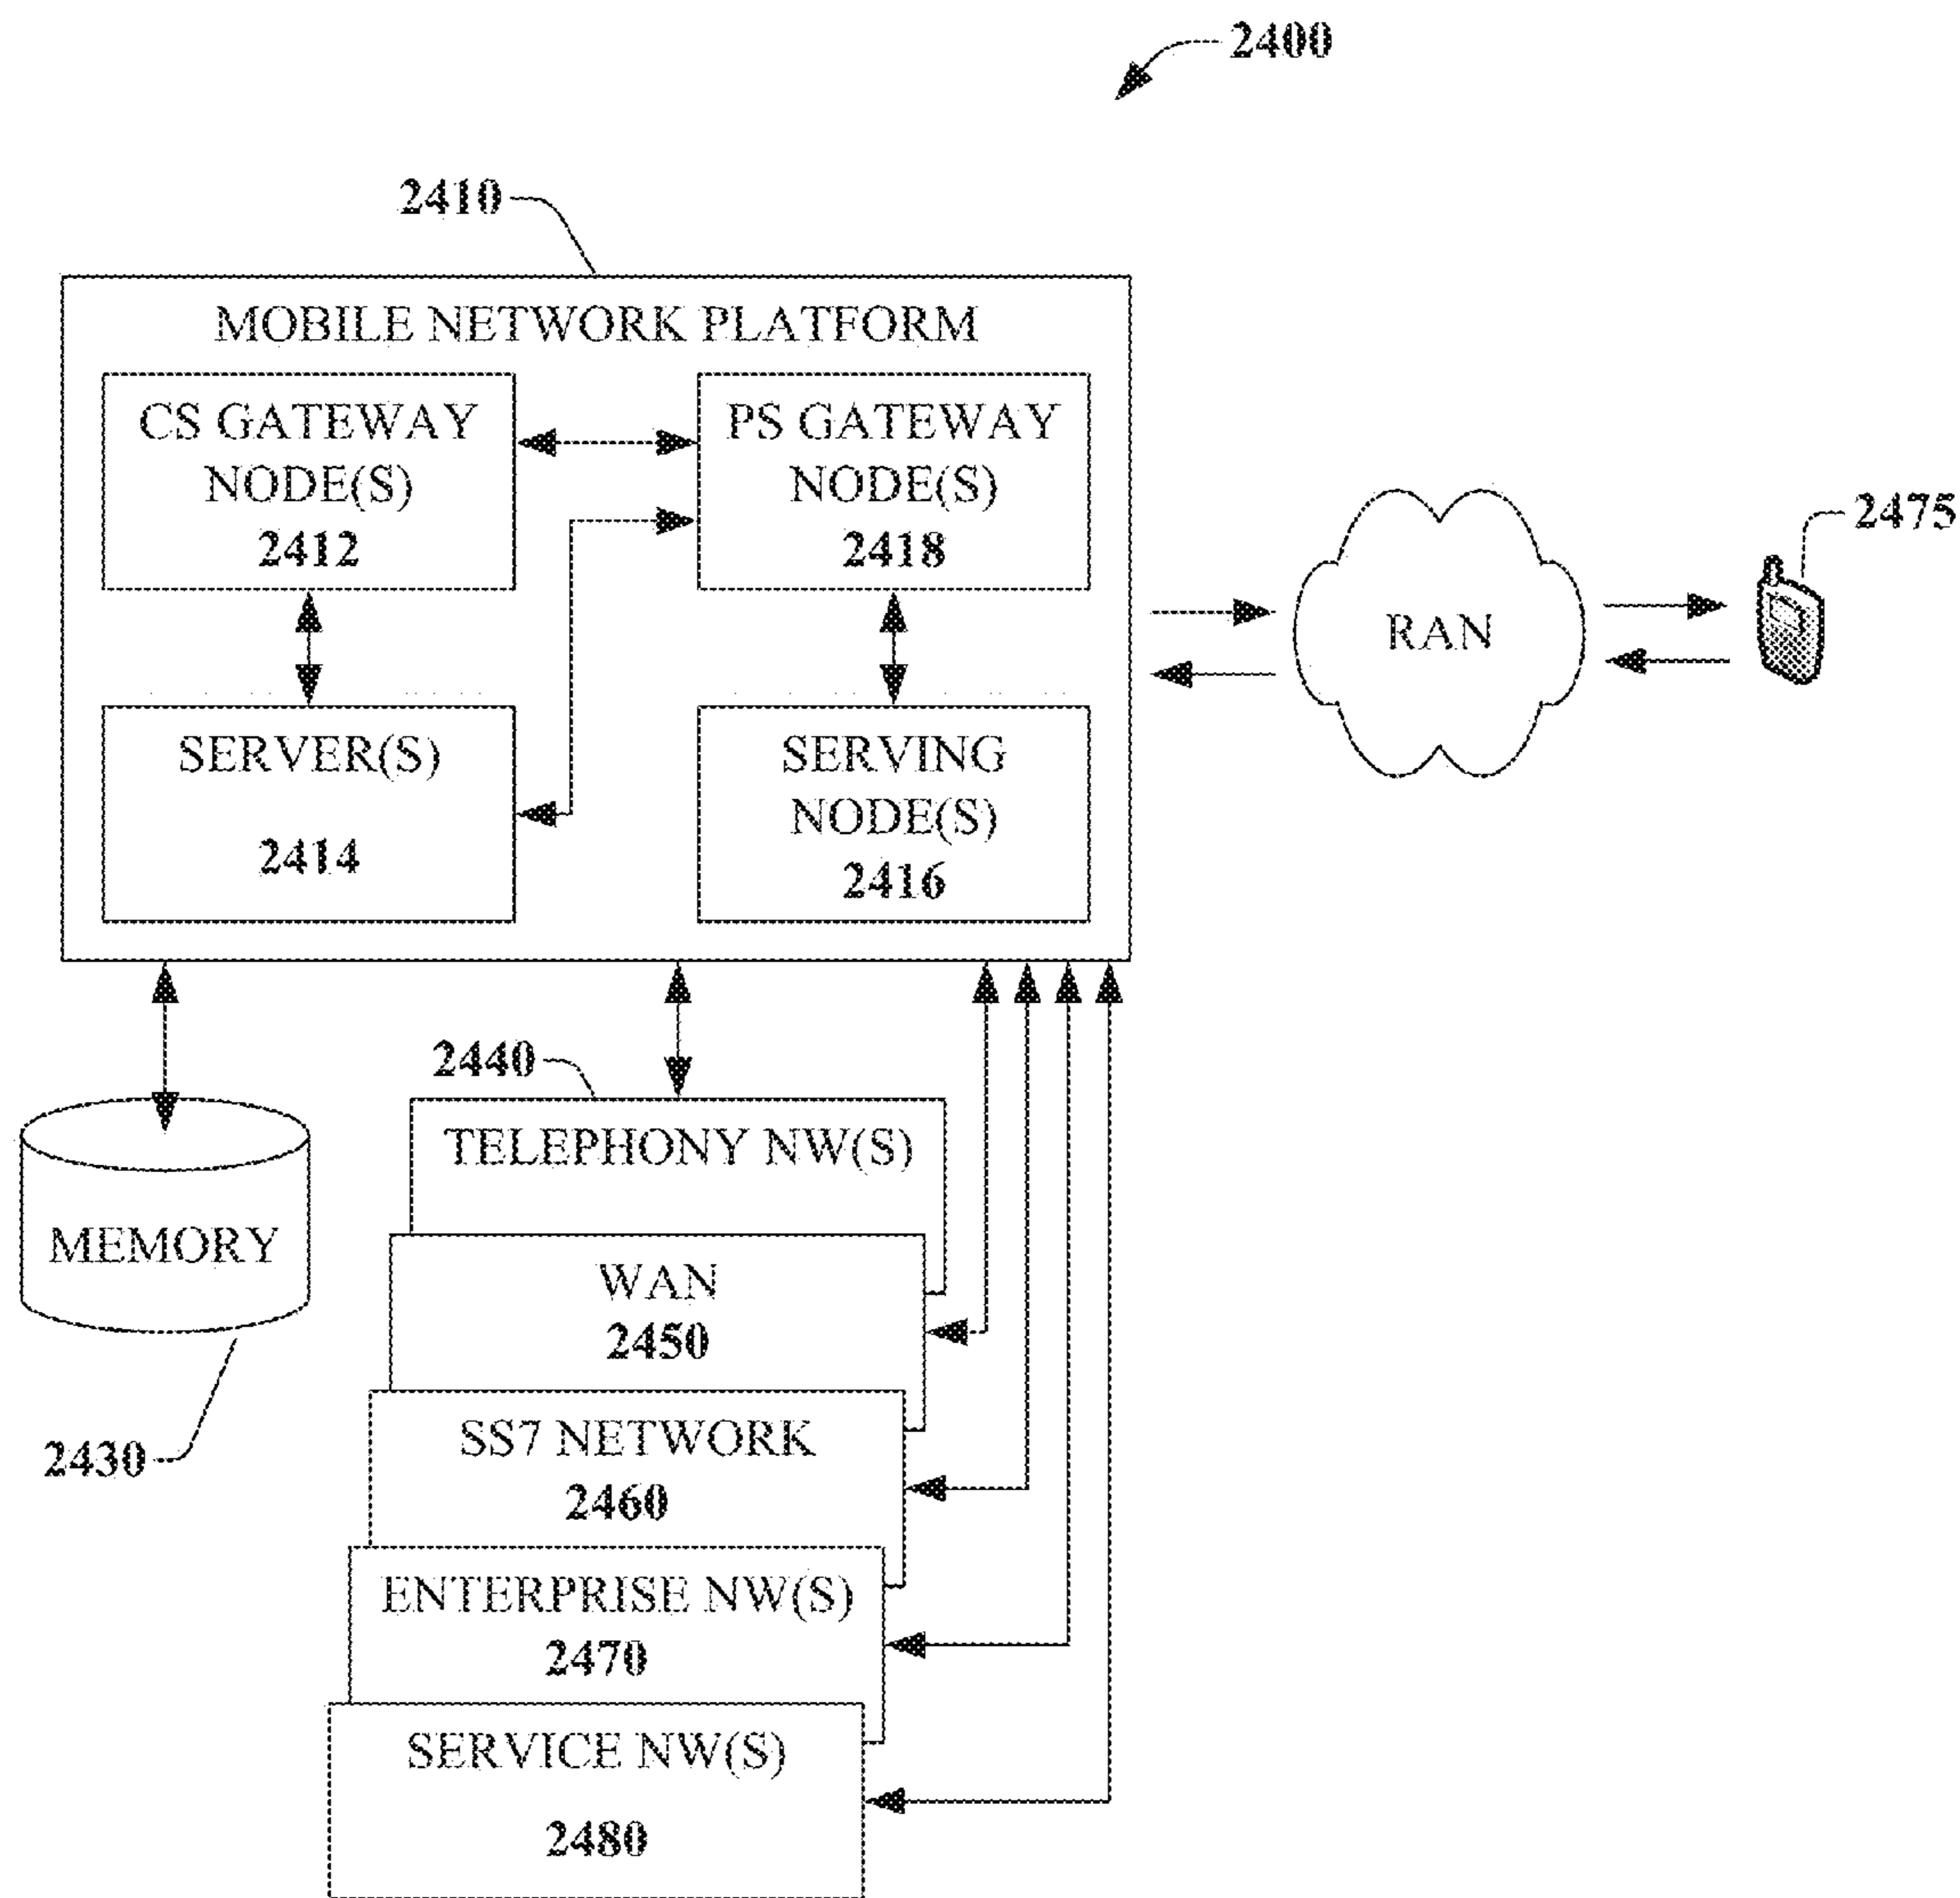 2400
2410
MOBILE NETWORK PLATFORM
CS GATEWAY
NODE(S)
2412
PS GATEWAY
NODE(S)
2418
SERVER(S)
2414
SERVING
NODE(S)
2416
RAN
2475
2440
TELEPHONY NW(S)
MEMORY
2430
WAN
2450
SS7 NETWORK
2460
ENTERPRISE NW(S)
2470
SERVICE NW(S)
2480